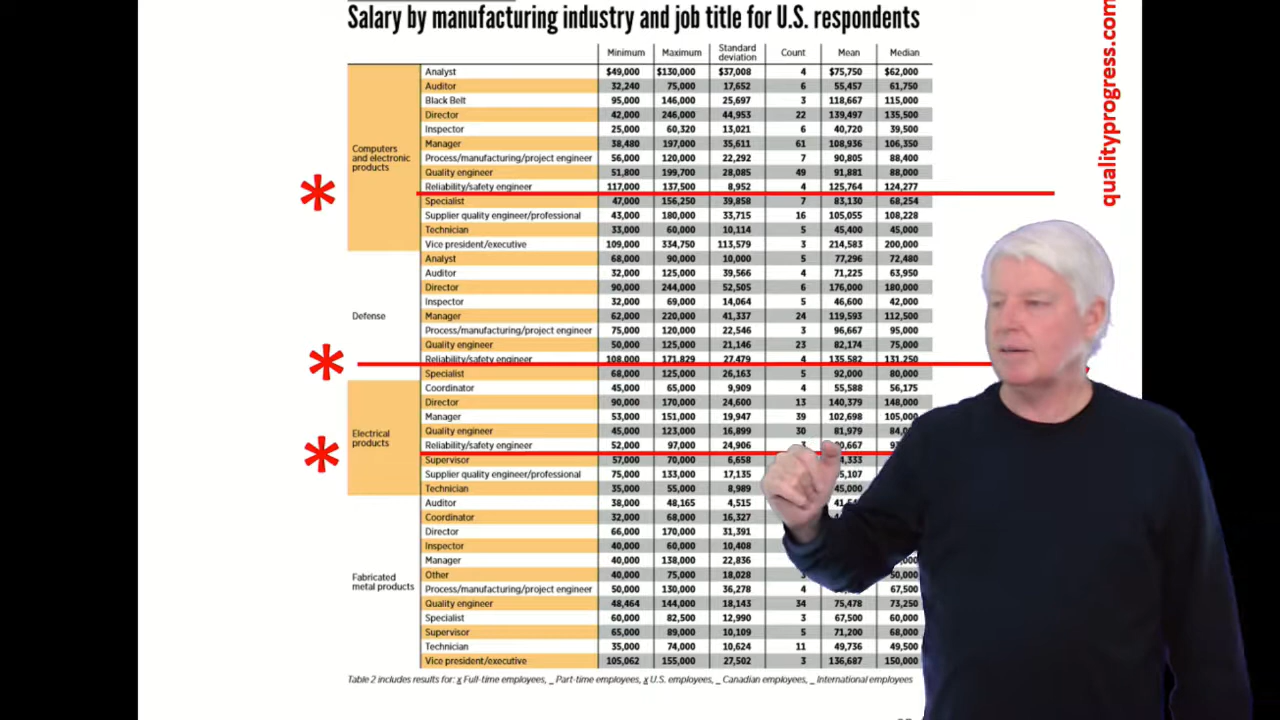 Salary by manufacturing industry and job title for U.S. respondents
Minimum Maximum Standard deviation Count Mean Median
Computers and electronic products
Analyst $49,000 $130,000 $37,008 4 $75,750 $62,000
Auditor 32,240 75,000 17,652 6 55,457 61,750
Black Belt 95,000 146,000 25,697 3 118,667 115,000
Director 42,000 246,000 44,953 22 139,497 135,500
Inspector 25,000 60,320 13,021 6 40,720 39,500
Manager 38,480 197,000 35,611 61 108,936 106,350
Process/manufacturing/project engineer 56,000 120,000 22,292 7 90,805 88,400
Quality engineer 51,800 199,700 28,085 49 91,881 88,000
Reliability/safety engineer 117,000 137,500 8,952 4 125,764 124,277
Specialist 47,000 156,250 39,858 7 83,130 68,254
Supplier quality engineer/professional 43,000 180,000 33,715 16 105,055 108,228
Technician 33,000 60,000 10,114 5 45,400 45,000
Vice president/executive 109,000 334,750 113,579 3 214,583 200,000
Defense
Analyst 68,000 90,000 10,000 5 77,296 72,480
Auditor 32,000 125,000 39,566 4 71,225 63,950
Director 90,000 244,000 52,505 6 176,000 180,000
Inspector 32,000 69,000 14,064 5 46,600 42,000
Manager 62,000 220,000 41,337 24 119,593 112,500
Process/manufacturing/project engineer 75,000 120,000 22,546 3 96,667 95,000
Quality engineer 50,000 125,000 21,146 23 82,174 75,000
Reliability/safety engineer 108,000 171,829 27,479 4 135,582 131,250
Specialist 68,000 125,000 26,163 5 92,000 80,000
Electrical products
Coordinator 45,000 65,000 9,909 4 55,588 56,175
Director 90,000 170,000 24,600 13 140,379 148,000
Manager 53,000 151,000 19,947 39 102,698 105,000
Quality engineer 45,000 123,000 16,899 30 81,979
Reliability/safety engineer 52,000 97,000 24,906
Supervisor 57,000 70,000 6,658
Supplier quality engineer/professional 75,000 133,000 17,135
Technician 35,000 55,000 8,989 45,000
Fabricated metal products
Auditor 38,000 48,165 4,515
Coordinator 32,000 68,000 16,327
Director 66,000 170,000 31,391
Inspector 40,000 60,000 10,408
Manager 40,000 138,000 22,836
Other 40,000 75,000 18,028 50,000
Process/manufacturing/project engineer 50,000 130,000 36,278 4 67,500
Quality engineer 48,464 144,000 18,143 34 75,478 73,250
Specialist 60,000 82,500 12,990 3 67,500 60,000
Supervisor 65,000 89,000 10,109 5 71,200 68,000
Technician 35,000 74,000 10,624 11 49,736 49,500
Vice president/executive 105,062 155,000 27,502 3 136,687 150,000
Table 2 includes results for: x Full-time employees, _ Part-time employees, x U.S. employees, _ Canadian employees, _ International employees
qualityprogress.com